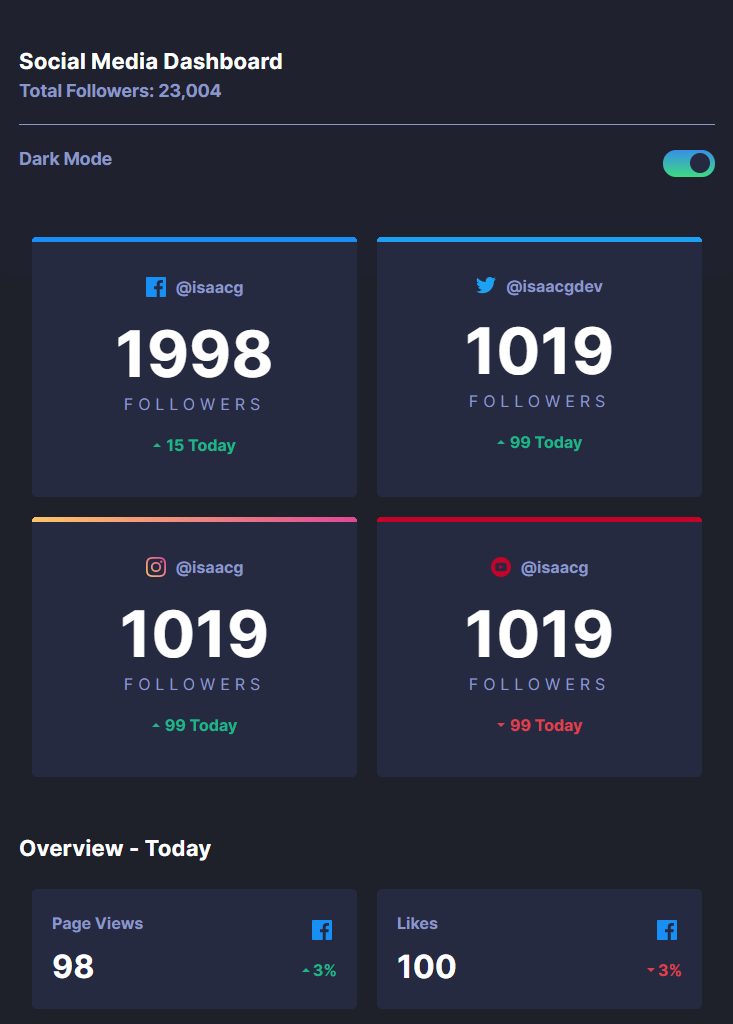 Social Media Dashboard
Total Followers: 23,004
Dark Mode
@isaacg
1998
FOLLOWERS
15 Today
@isaacgdev
1019
FOLLOWERS
99 Today
@isaacg
1019
FOLLOWERS
99 Today
@isaacg
1019
FOLLOWERS
99 Today
Overview - Today
Page Views
98
3%
Likes
100
3%